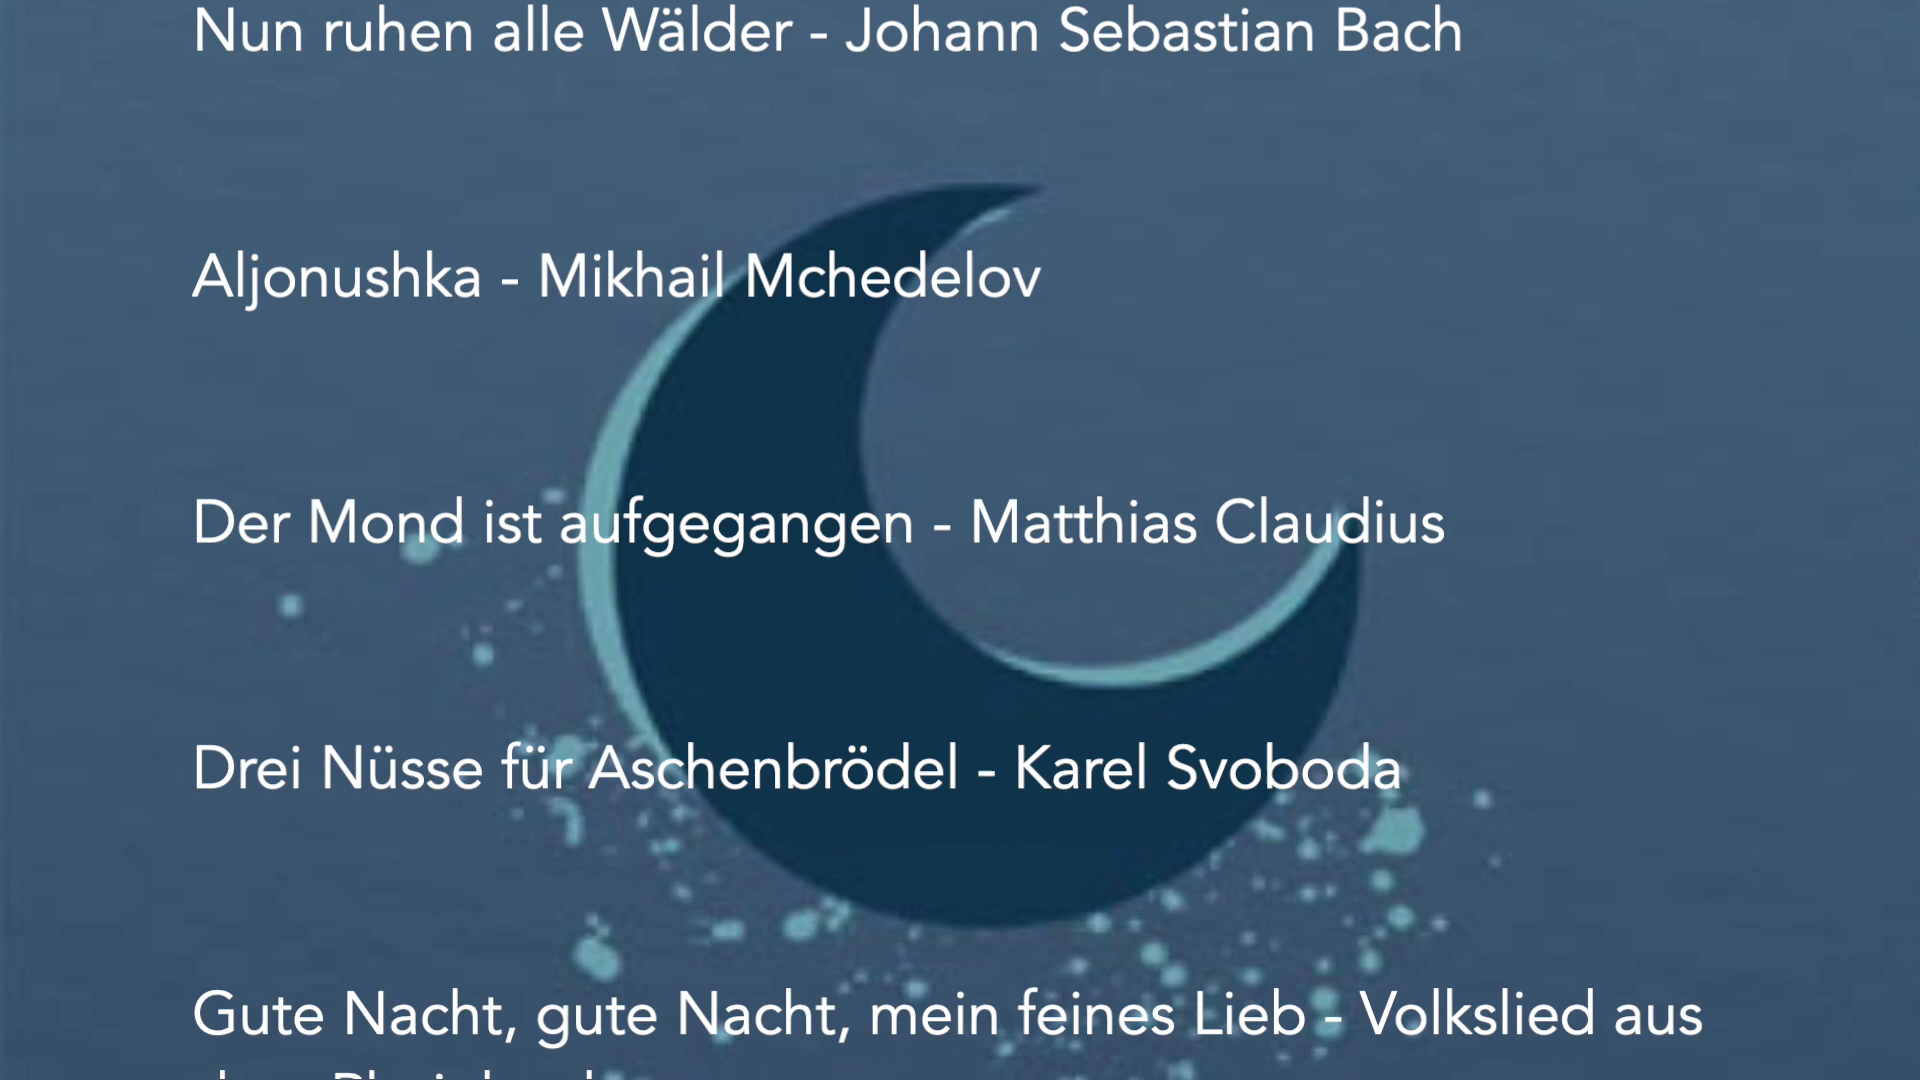 Nun ruhen alle Wälder - Johann Sebastian Bach
Aljonushka - Mikhail Mchedelov
Der Mond ist aufgegangen - Matthias Claudius
Drei Nüsse für Aschenbrödel - Karel Svoboda
Gute Nacht, gute Nacht, mein feines Lieb - Volkslied aus